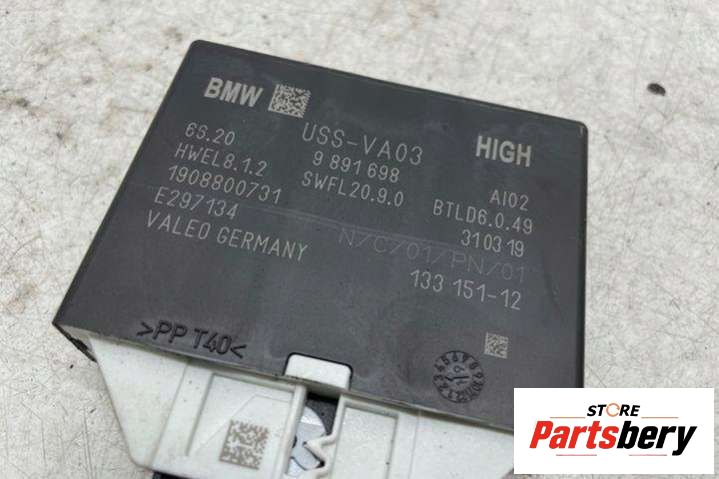 BMW
USS-VA03
HIGH
6S.20
9 891 698
AI02
HWEL8.1.2
SWFL20.9.0
BTLD6.0.49
1908800731
310319
E297134
N/C/01/PN/01
VALEO GERMANY
133 151-12
>PP T40<
STORE
Partsbery